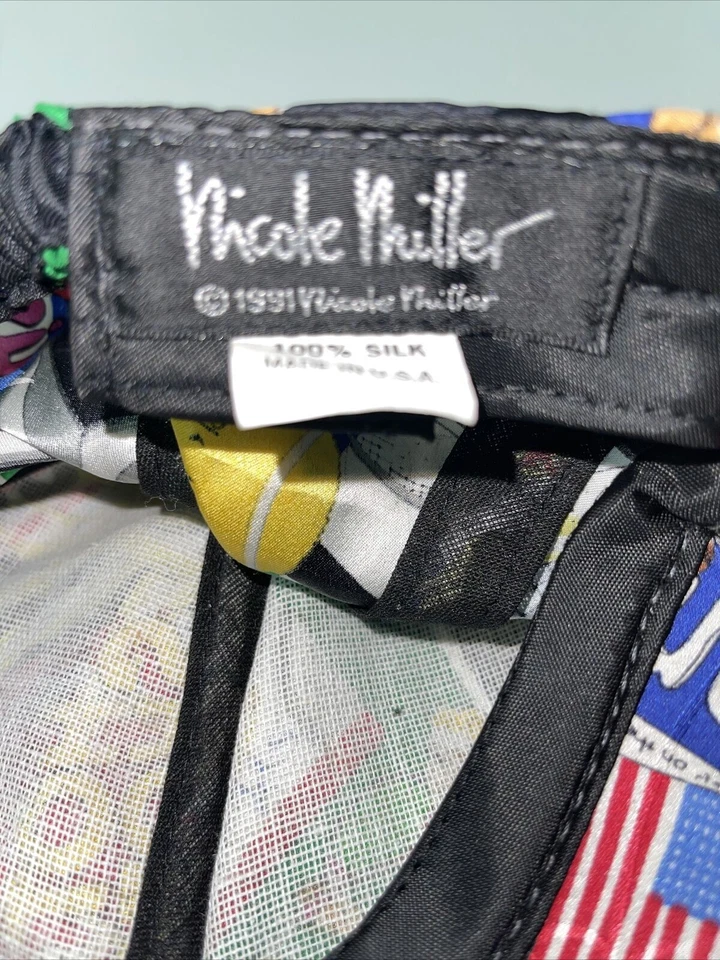 Nicole Miller
© 1991 Nicole Miller
100% SILK
MADE IN U.S.A.